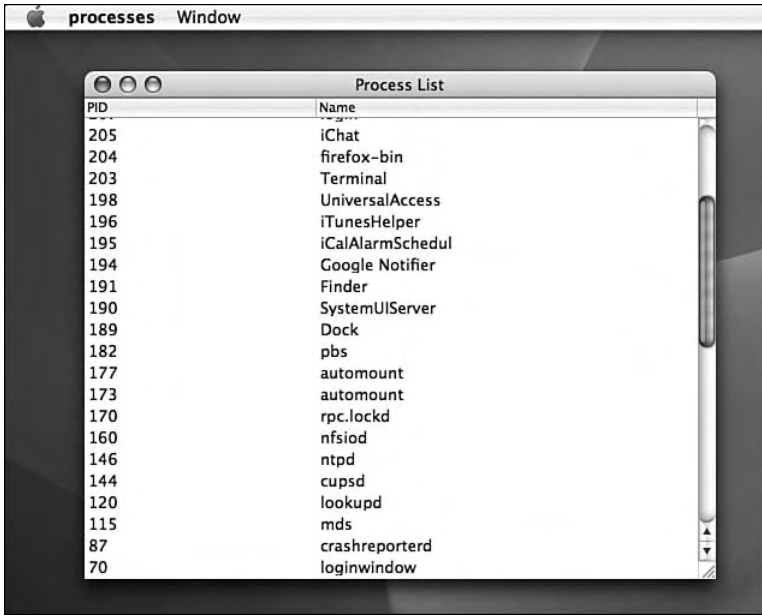 processes Window
Process List
PID Name
205 iChat
204 firefox-bin
203 Terminal
198 UniversalAccess
196 iTunesHelper
195 iCalAlarmSchedul
194 Google Notifier
191 Finder
190 SystemUIServer
189 Dock
182 pbs
177 automount
173 automount
170 rpc.lockd
160 nfsiod
146 ntpd
144 cupsd
120 lookupd
115 mds
87 crashreporterd
70 loginwindow